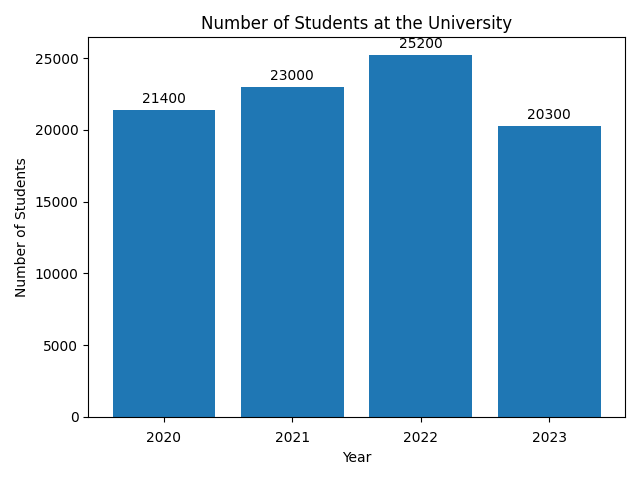 Number of Students at the University
25200
23000
21400
20300
25000
20000
15000
10000
5000
0
Number of Students
2020 2021 2022 2023
Year